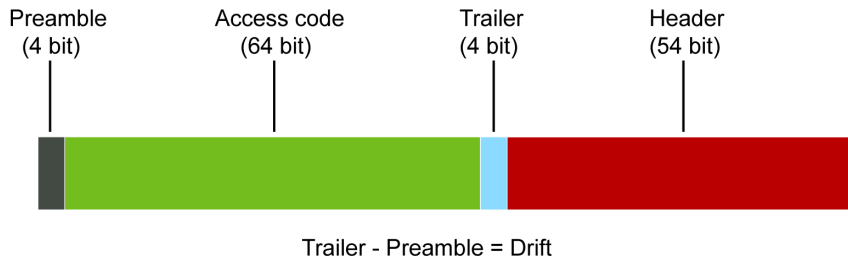 Preamble
(4 bit)
Access code
(64 bit)
Trailer
(4 bit)
Header
(54 bit)
Trailer - Preamble = Drift